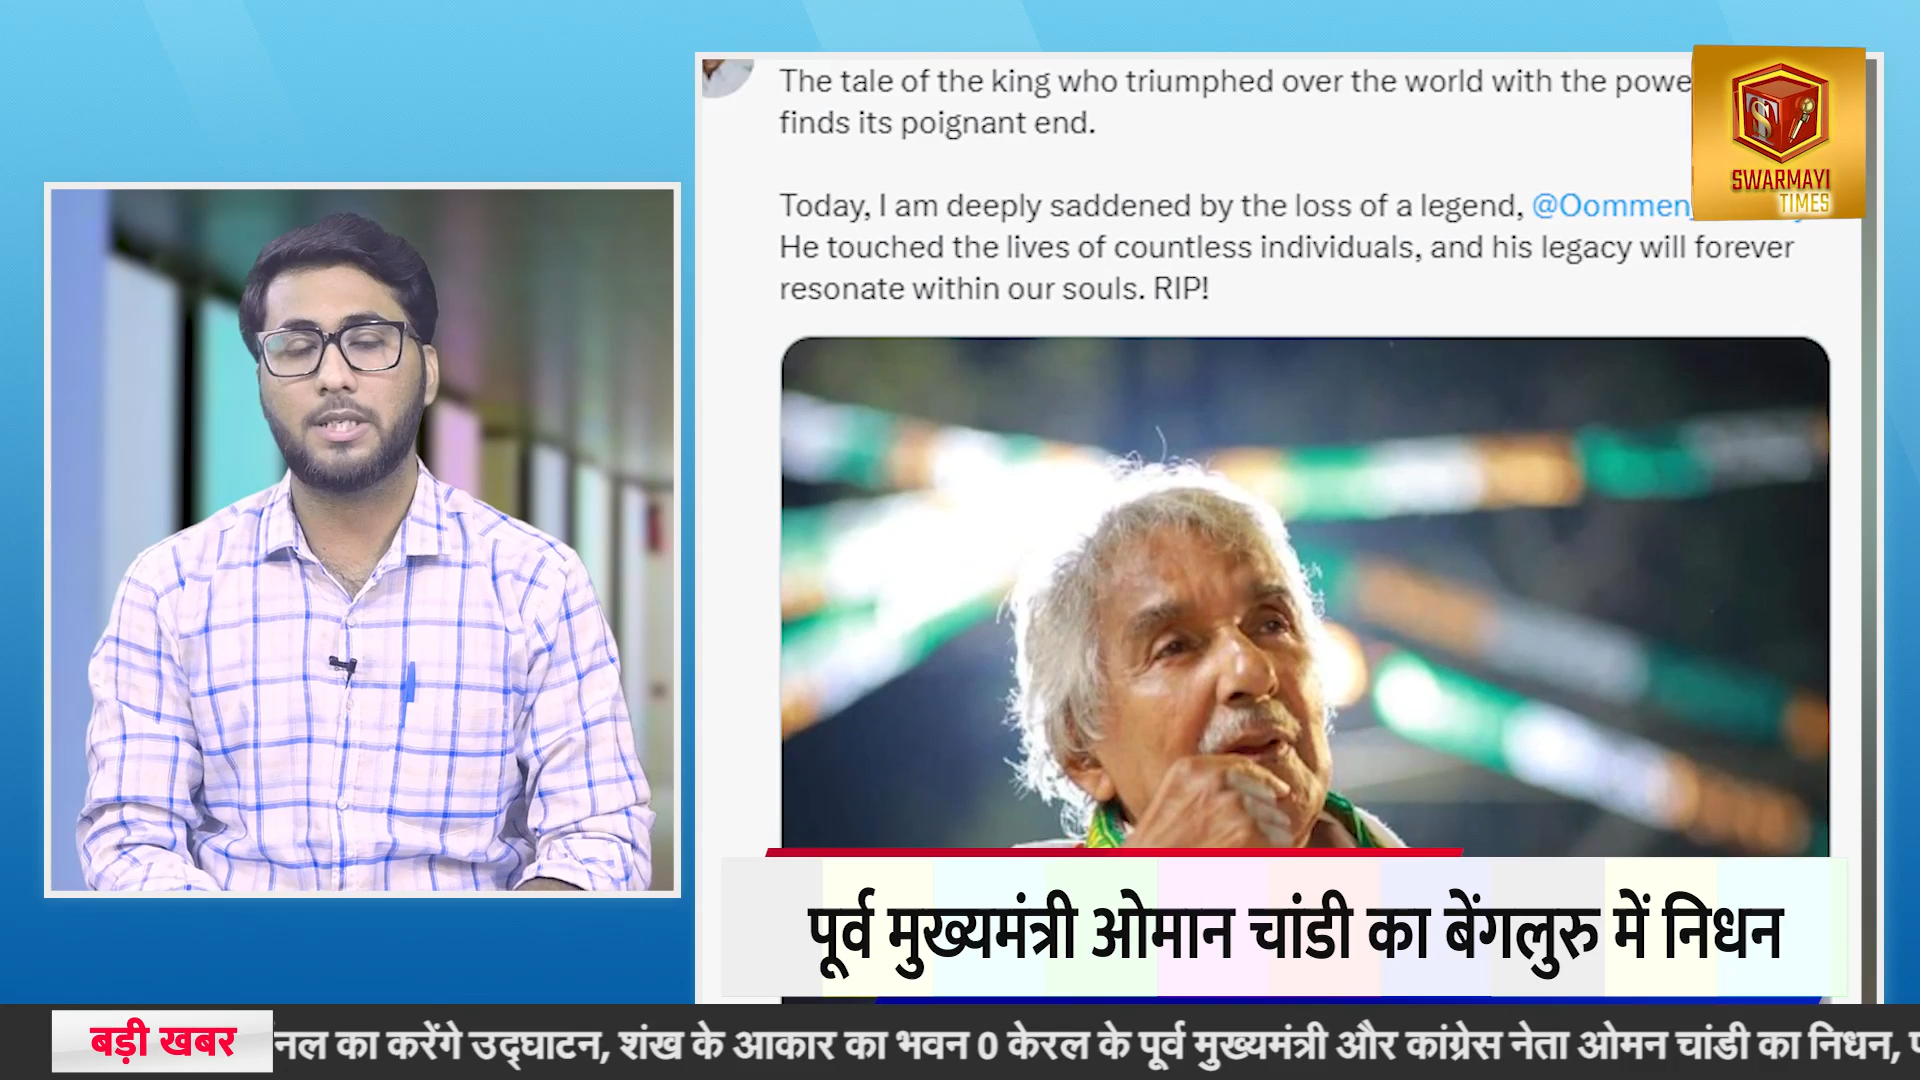 The tale of the king who triumphed over the world with the
finds its poignant end.
Today, I am deeply saddened by the loss of a legend, @Oommen
He touched the lives of countless individuals, and his legacy will forever
resonate within our souls. RIP!
SWARMAYI
TIMES
पूर्व मुख्यमंत्री ओमान चांडी का बेंगलुरु में निधन
बड़ी खबर
का करेंगे उद्घाटन, शंख के आकार का भवन 0 केरल के पूर्व मुख्यमंत्री और कांग्रेस नेता ओमन चांडी का निधन,